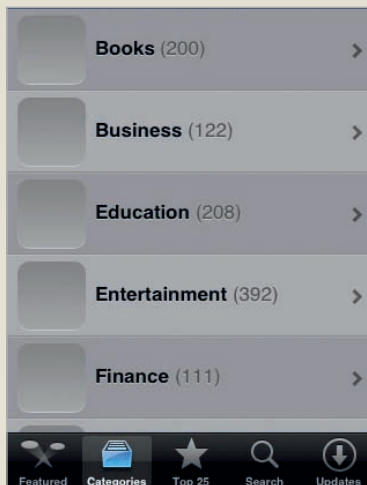 Books (200)
Business (122)
Education (208)
Entertainment (392)
Finance (111)
Featured Categories Top 25 Search Updates